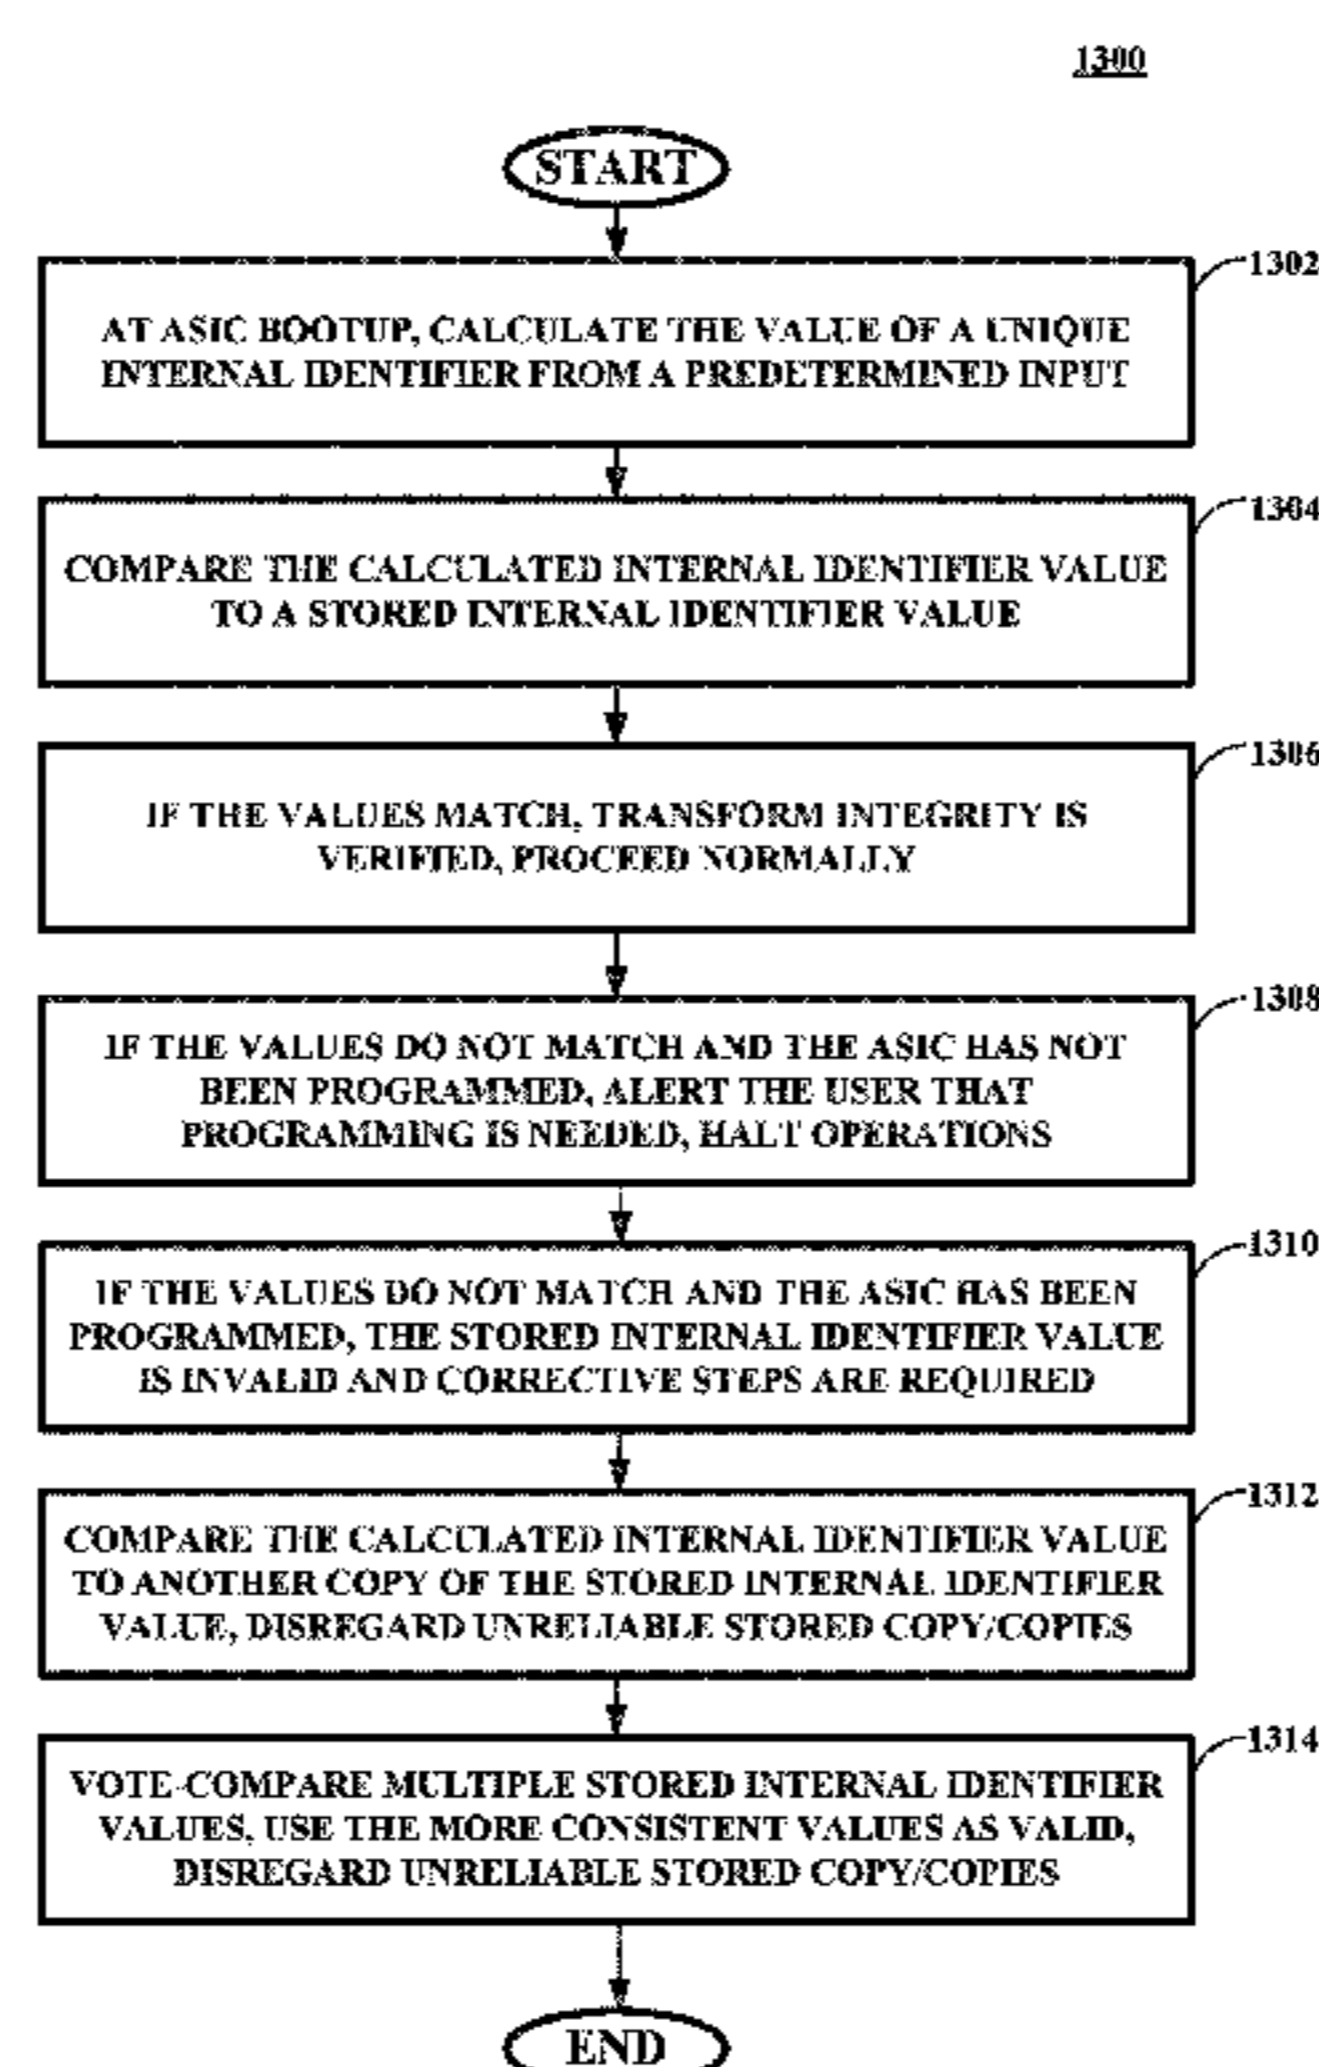 1300
START
1302
AT ASIC BOOTUP, CALCULATE THE VALUE OF A UNIQUE
INTERNAL IDENTIFIER FROM A PREDETERMINED INPUT
1304
COMPARE THE CALCULATED INTERNAL IDENTIFIER VALUE
TO A STORED INTERNAL IDENTIFIER VALUE
1306
IF THE VALUES MATCH, TRANSFORM INTEGRITY IS
VERIFIED, PROCEED NORMALLY
1308
IF THE VALUES DO NOT MATCH AND THE ASIC HAS NOT
BEEN PROGRAMMED, ALERT THE USER THAT
PROGRAMMING IS NEEDED, HALT OPERATIONS
1310
IF THE VALUES DO NOT MATCH AND THE ASIC HAS BEEN
PROGRAMMED, THE STORED INTERNAL IDENTIFIER VALUE
IS INVALID AND CORRECTIVE STEPS ARE REQUIRED
1312
COMPARE THE CALCULATED INTERNAL IDENTIFIER VALUE
TO ANOTHER COPY OF THE STORED INTERNAL IDENTIFIER
VALUE, DISREGARD UNRELIABLE STORED COPY/COPIES
1314
VOTE-COMPARE MULTIPLE STORED INTERNAL IDENTIFIER
VALUES, USE THE MORE CONSISTENT VALUES AS VALID,
DISREGARD UNRELIABLE STORED COPY/COPIES
END